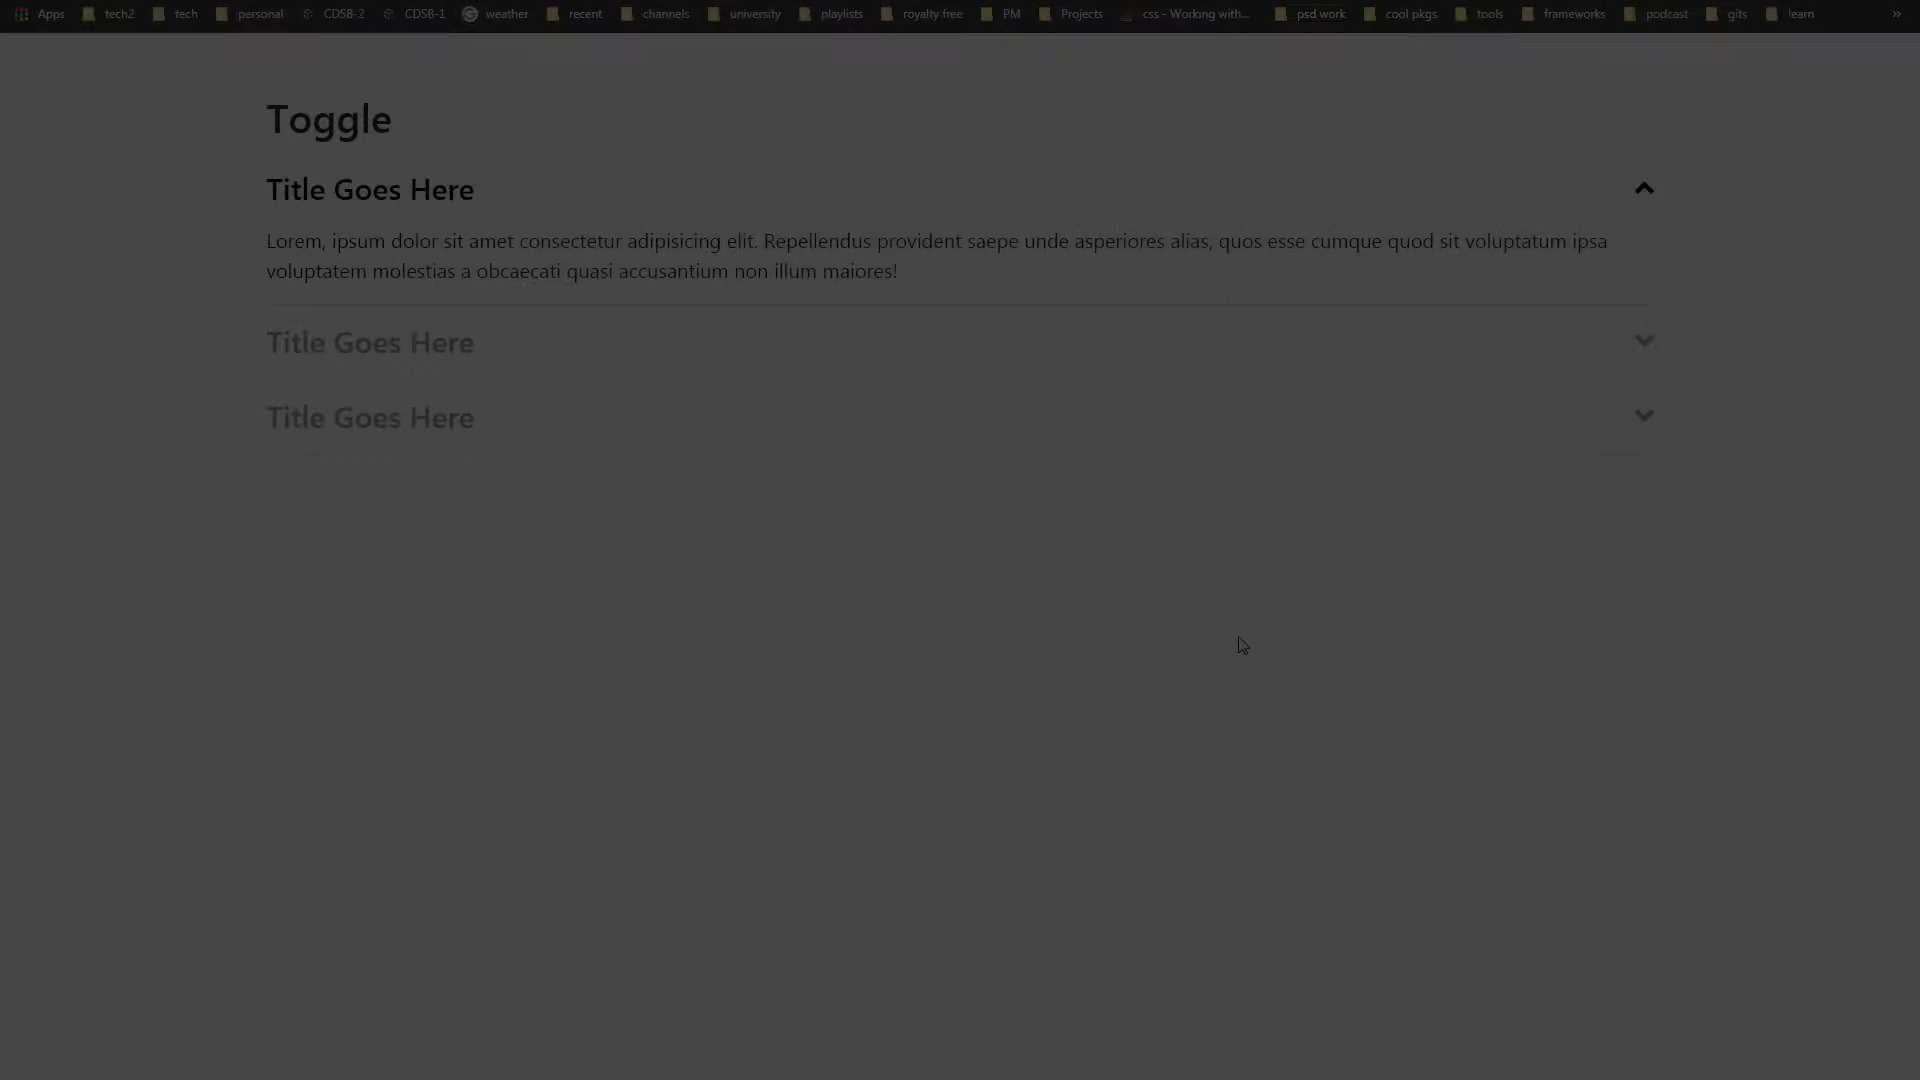 Apps tech2 tech personal CDSB-2 CDSB-1 weather recent channels university playlists royalty free PM Projects css - Working with... psd work cool pkgs tools frameworks podcast gits learn »
Toggle
Title Goes Here
Lorem, ipsum dolor sit amet consectetur adipisicing elit. Repellendus provident saepe unde asperiores alias, quos esse cumque quod sit voluptatum ipsa
voluptatem molestias a obcaecati quasi accusantium non illum maiores!
Title Goes Here
Title Goes Here